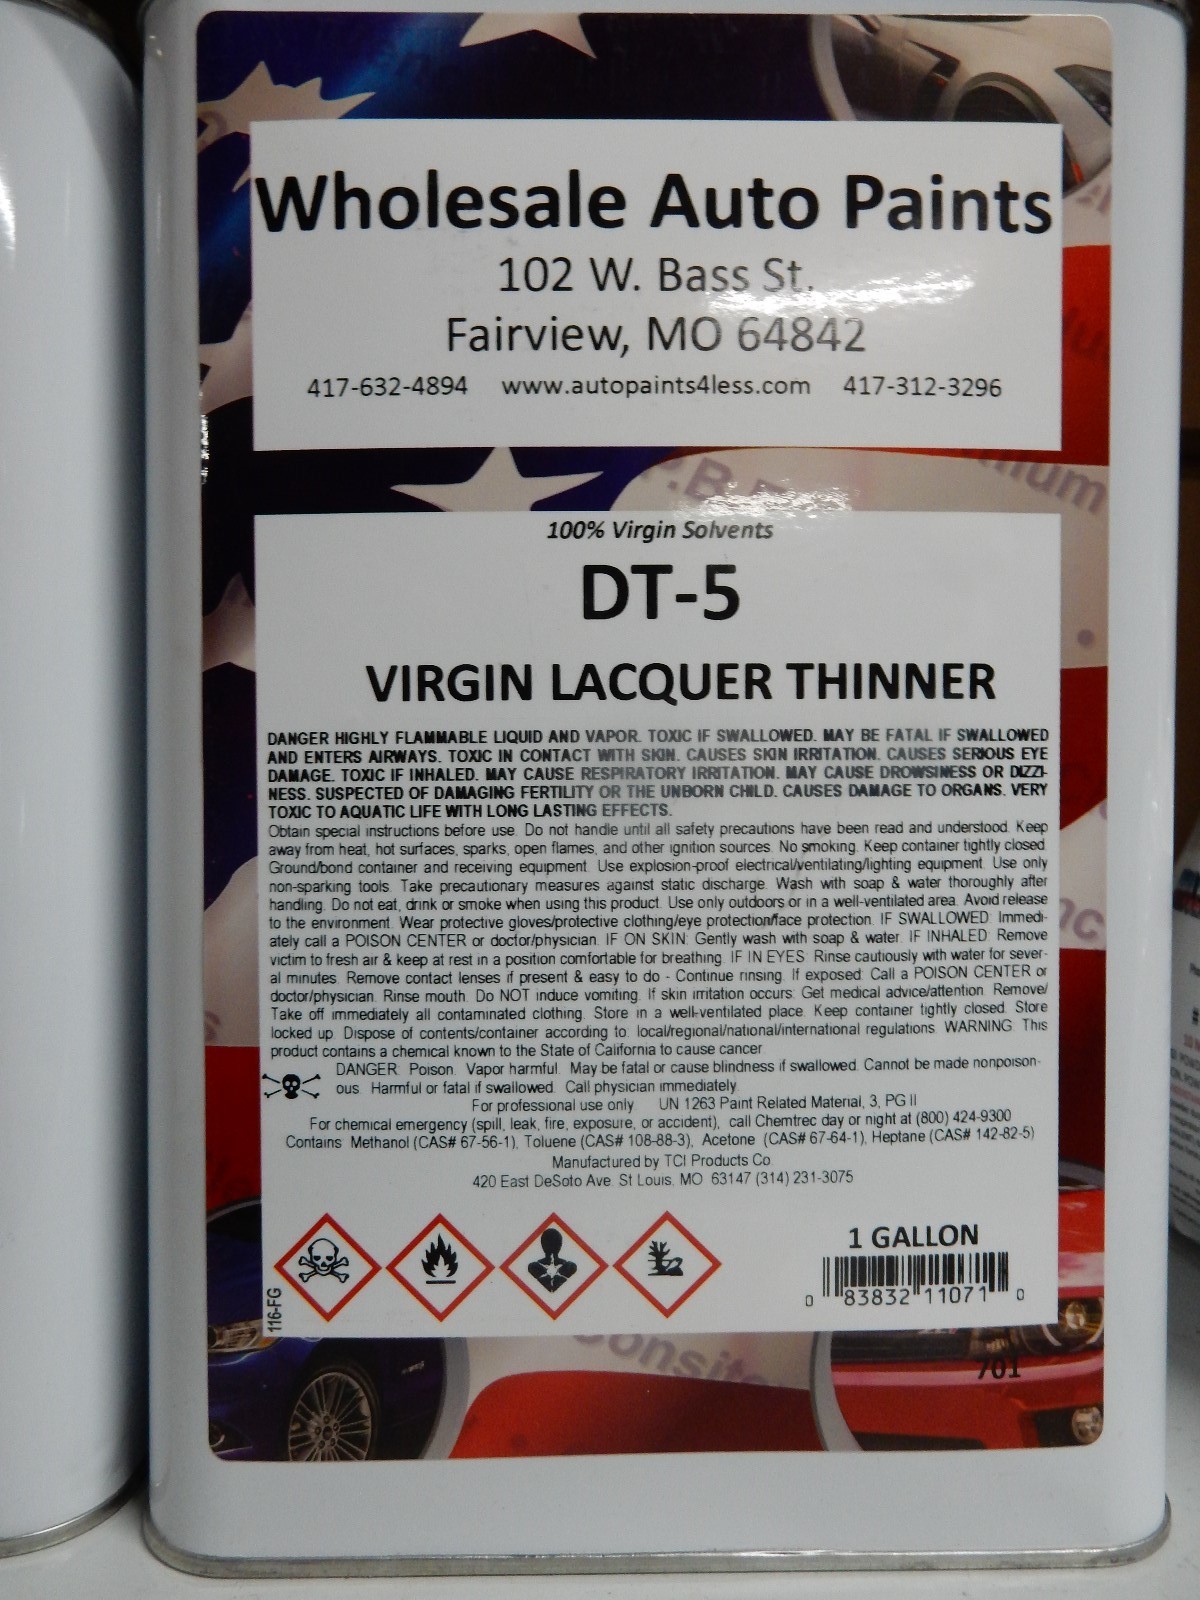 Wholesale Auto Paints
102 W. Bass St.
Fairview, MO 64842
417-632-4894 www.autopaints4less.com 417-312-3296
P.B.
100% Virgin Solvents
DT-5
VIRGIN LACQUER THINNER
DANGER HIGHLY FLAMMABLE LIQUID AND VAPOR. TOXIC IF SWALLOWED. MAY BE FATAL IF SWALLOWED
AND ENTERS AIRWAYS. TOXIC IN CONTACT WITH SKIN. CAUSES SKIN IRRITATION. CAUSES SERIOUS EYE
DAMAGE. TOXIC IF INHALED. MAY CAUSE RESPIRATORY IRRITATION. MAY CAUSE DROWSINESS OR DIZZI-
NESS. SUSPECTED OF DAMAGING FERTILITY OR THE UNBORN CHILD. CAUSES DAMAGE TO ORGANS. VERY
TOXIC TO AQUATIC LIFE WITH LONG LASTING EFFECTS.
Obtain special instructions before use. Do not handle until all safety precautions have been read and understood. Keep
away from heat, hot surfaces, sparks, open flames, and other ignition sources. No smoking. Keep container tightly closed.
Ground/bond container and receiving equipment. Use explosion-proof electrical/ventilating/lighting equipment. Use only
non-sparking tools. Take precautionary measures against static discharge. Wash with soap & water thoroughly after
handling. Do not eat, drink or smoke when using this product. Use only outdoors or in a well-ventilated area. Avoid release
to the environment. Wear protective gloves/protective clothing/eye protection/face protection. IF SWALLOWED: Immedi-
ately call a POISON CENTER or doctor/physician. IF ON SKIN: Gently wash with soap & water. IF INHALED: Remove
victim to fresh air & keep at rest in a position comfortable for breathing. IF IN EYES: Rinse cautiously with water for sever-
al minutes. Remove contact lenses if present & easy to do - Continue rinsing. If exposed: Call a POISON CENTER or
doctor/physician. Rinse mouth. Do NOT induce vomiting. If skin irritation occurs: Get medical advice/attention. Remove/
Take off immediately all contaminated clothing. Store in a well-ventilated place. Keep container tightly closed. Store
locked up. Dispose of contents/container according to: local/regional/national/international regulations. WARNING: This
product contains a chemical known to the State of California to cause cancer.
DANGER: Poison. Vapor harmful. May be fatal or cause blindness if swallowed. Cannot be made nonpoison-
ous. Harmful or fatal if swallowed. Call physician immediately.
For professional use only. UN 1263 Paint Related Material, 3, PG II
For chemical emergency (spill, leak, fire, exposure, or accident), call Chemtrec day or night at (800) 424-9300
Contains: Methanol (CAS# 67-56-1), Toluene (CAS# 108-88-3), Acetone (CAS# 67-64-1), Heptane (CAS# 142-82-5)
Manufactured by TCI Products Co.
420 East DeSoto Ave. St Louis, MO 63147 (314) 231-3075
1 GALLON
0 83832 11071 0
116-FG
701